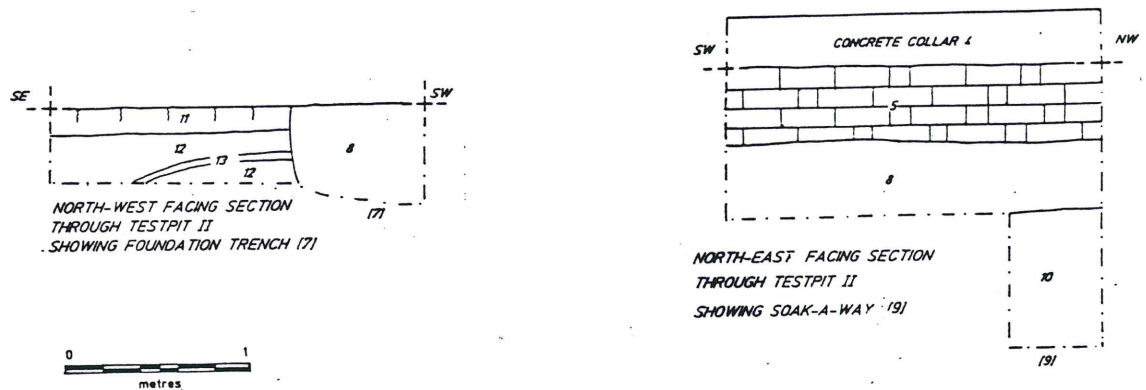 SE
SW
11
12
13
12
8
[7]
NORTH-WEST FACING SECTION
THROUGH TESTPIT II
SHOWING FOUNDATION TRENCH [7]
0 1
metres
CONCRETE COLLAR 4
SW
NW
5
8
10
[9]
NORTH-EAST FACING SECTION
THROUGH TESTPIT II
SHOWING SOAK-A-WAY [9]